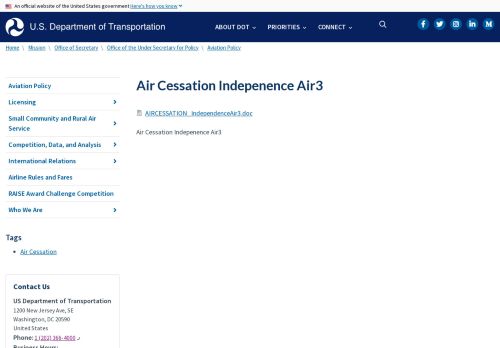 An official website of the United States government Here's how you know
U.S. Department of Transportation
ABOUT DOT
PRIORITIES
CONNECT
Home \ Mission \ Office of Secretary \ Office of the Under Secretary for Policy \ Aviation Policy
Aviation Policy
Licensing
Small Community and Rural Air
Service
Competition, Data, and Analysis
International Relations
Airline Rules and Fares
RAISE Award Challenge Competition
Who We Are
Tags
Air Cessation
Contact Us
US Department of Transportation
1200 New Jersey Ave, SE
Washington, DC 20590
United States
Phone: 1 (202) 366-4000
Business Hours:
Air Cessation Indepenence Air3
AIRCESSATION_IndependenceAir3.doc
Air Cessation Indepenence Air3